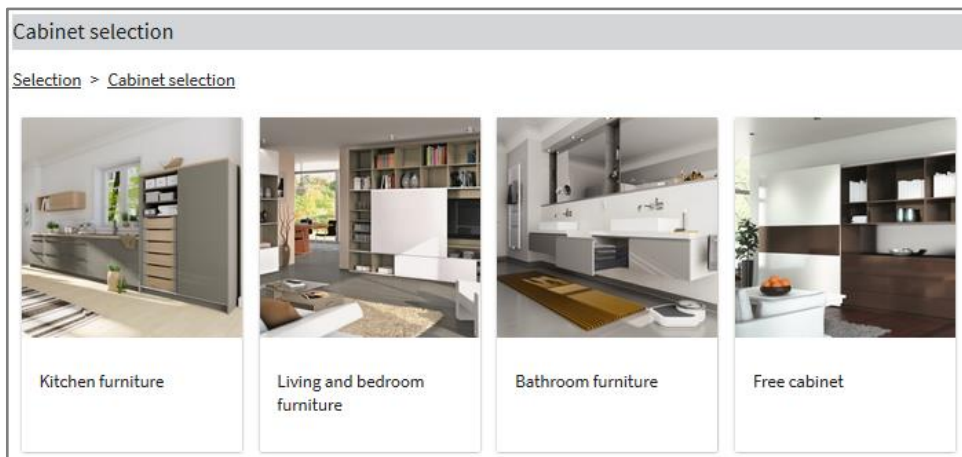 Cabinet selection
Selection > Cabinet selection
Kitchen furniture
Living and bedroom
furniture
Bathroom furniture
Free cabinet